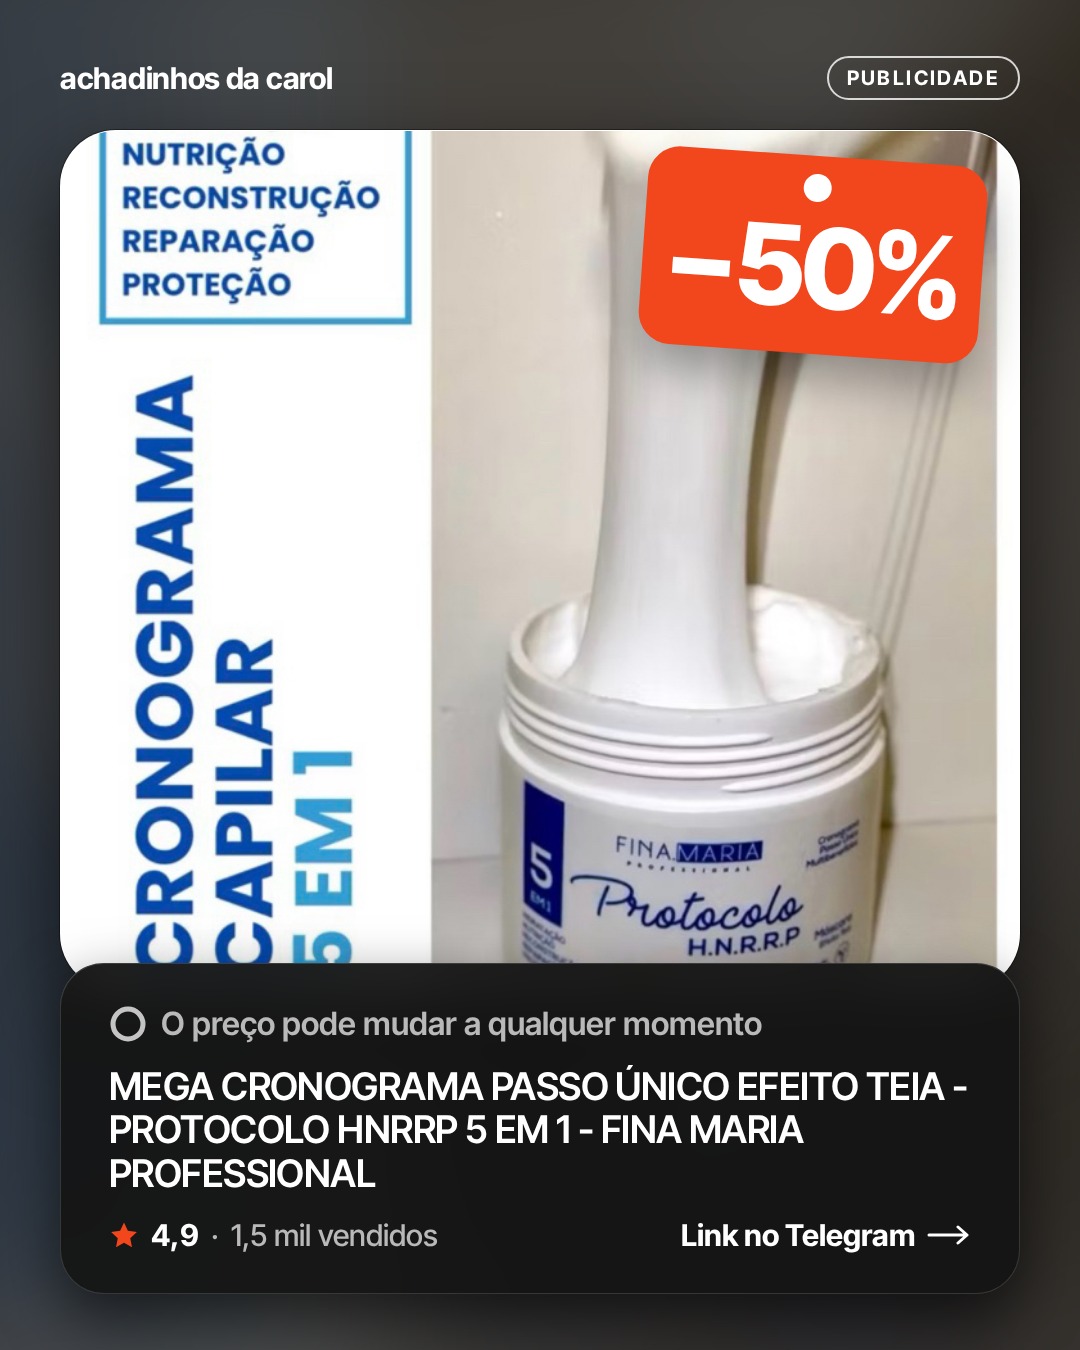 achadinhos da carol
PUBLICIDADE
NUTRIÇÃO
RECONSTRUÇÃO
REPARAÇÃO
PROTEÇÃO
-50%
CRONOGRAMA
CAPILAR
5 EM 1
5
EM 1
FINA.MARIA
PROFESSIONAL
Protocolo
H.N.R.R.P
Cronograma
O preço pode mudar a qualquer momento
MEGA CRONOGRAMA PASSO ÚNICO EFEITO TEIA -
PROTOCOLO HNRRP 5 EM 1 - FINA MARIA
PROFESSIONAL
4,9 · 1,5 mil vendidos
Link no Telegram →